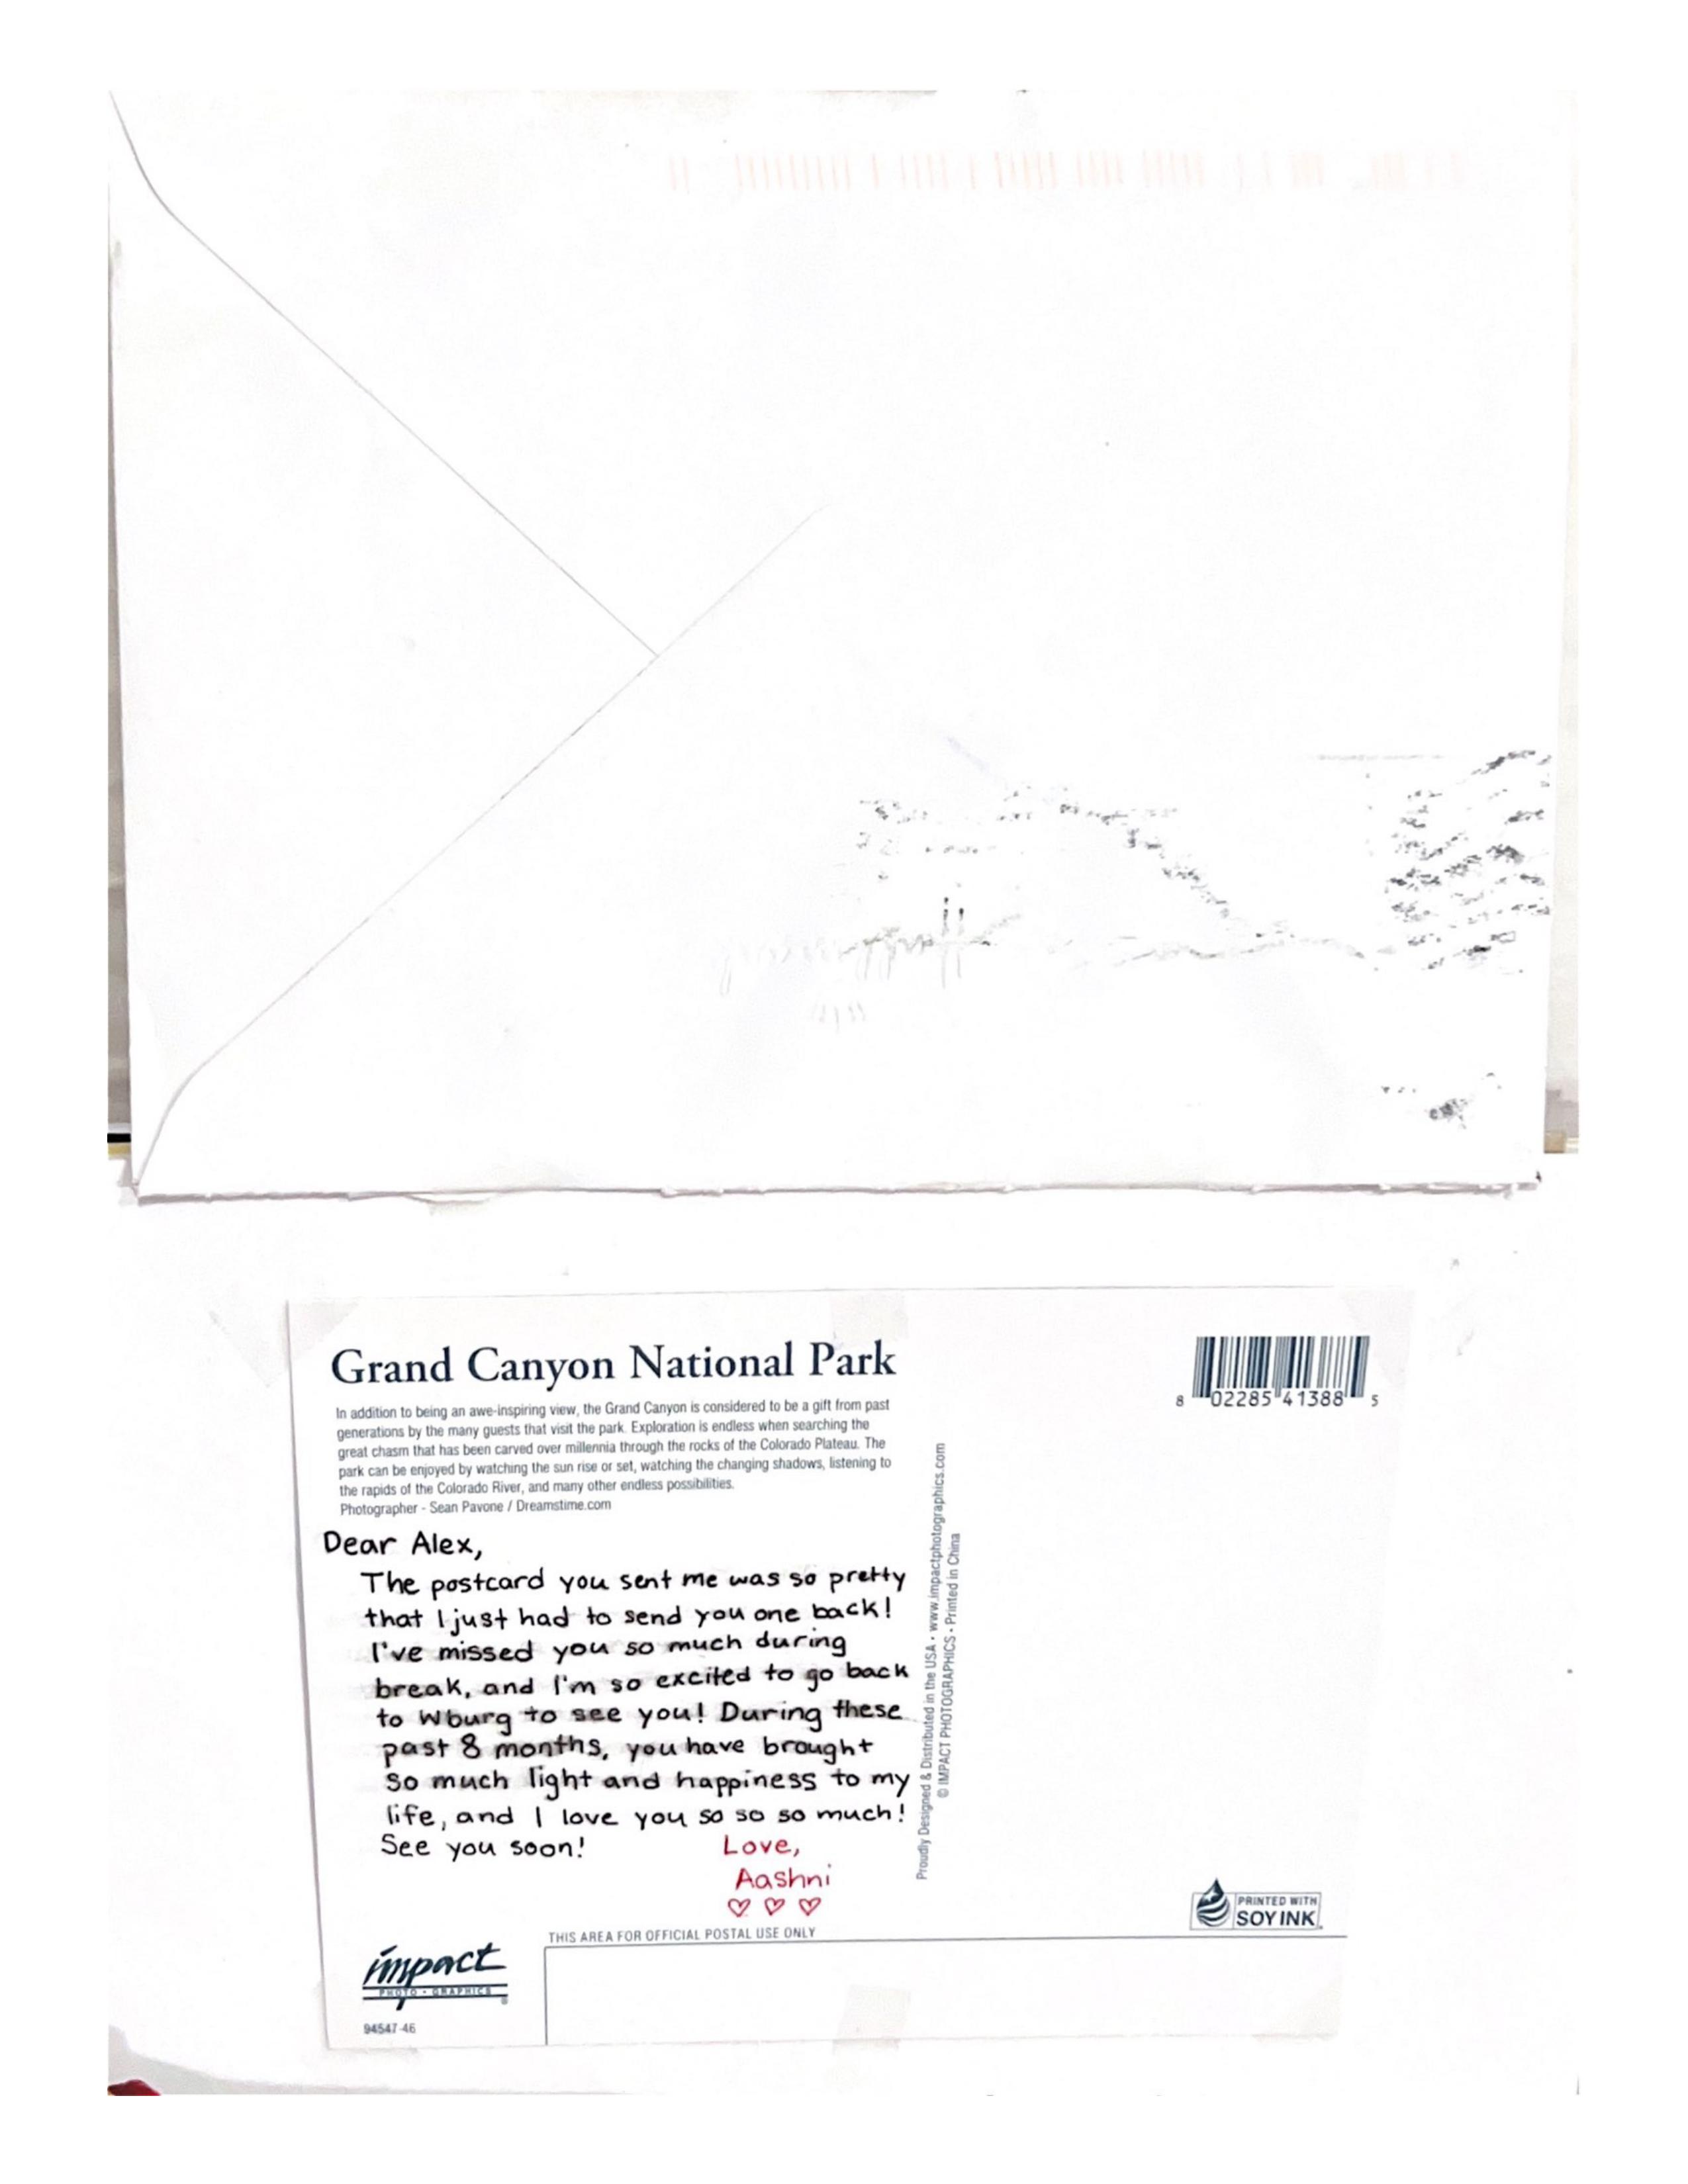 Grand Canyon National Park
In addition to being an awe-inspiring view, the Grand Canyon is considered to be a gift from past
generations by the many guests that visit the park. Exploration is endless when searching the
great chasm that has been carved over millennia through the rocks of the Colorado Plateau. The
park can be enjoyed by watching the sun rise or set, watching the changing shadows, listening to
the rapids of the Colorado River, and many other endless possibilities.
Photographer - Sean Pavone / Dreamstime.com
8 02285 41388 5
Dear Alex,
The postcard you sent me was so pretty
that I just had to send you one back!
I've missed you so much during
break, and I'm so excited to go back
to Wburg to see you! During these
past 8 months, you have brought
so much light and happiness to my
life, and I love you so so so much!
See you soon!
Love,
Aashni
♡ ♡ ♡
Proudly Designed & Distributed in the USA • www.impactphotographics.com
© IMPACT PHOTOGRAPHICS • Printed in China
PRINTED WITH
SOY INK
THIS AREA FOR OFFICIAL POSTAL USE ONLY
impact
PHOTO • GRAPHICS
94547-46